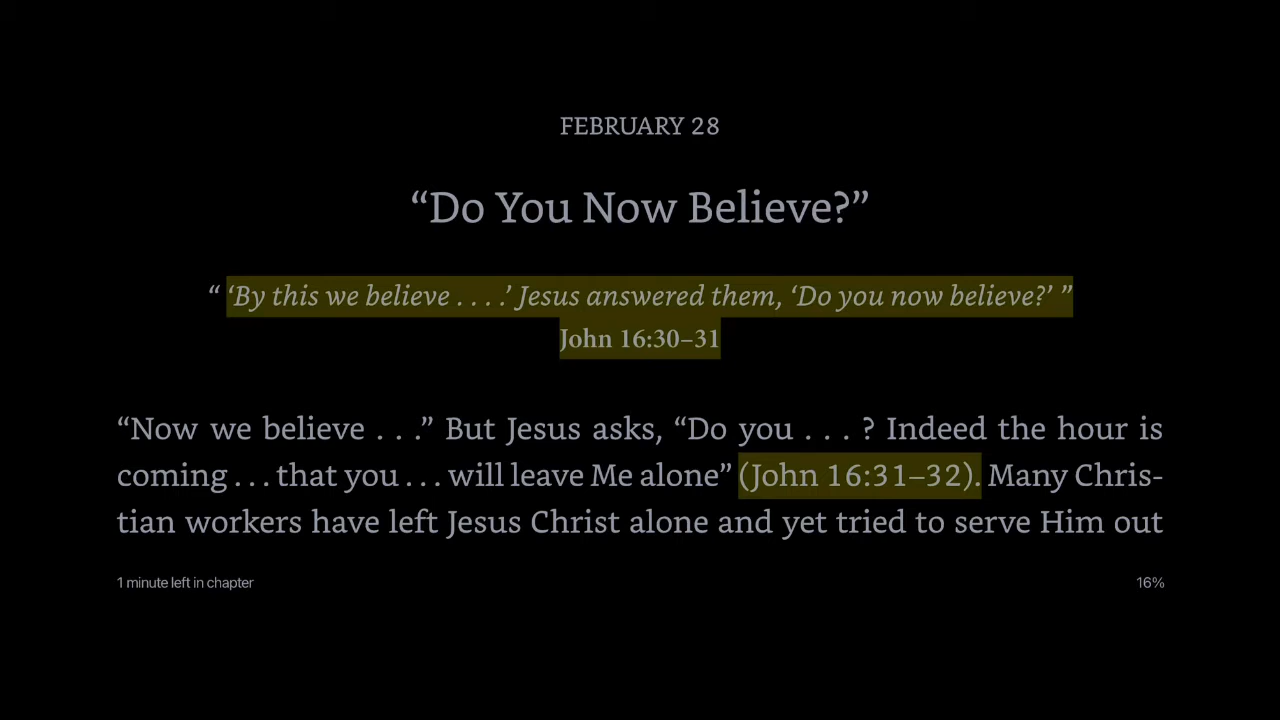 FEBRUARY 28
“Do You Now Believe?”
“ ‘By this we believe . . . .’ Jesus answered them, ‘Do you now believe?’ ”
John 16:30–31
“Now we believe . . .” But Jesus asks, “Do you . . . ? Indeed the hour is
coming . . . that you . . . will leave Me alone” (John 16:31–32). Many Chris-
tian workers have left Jesus Christ alone and yet tried to serve Him out
1 minute left in chapter
16%